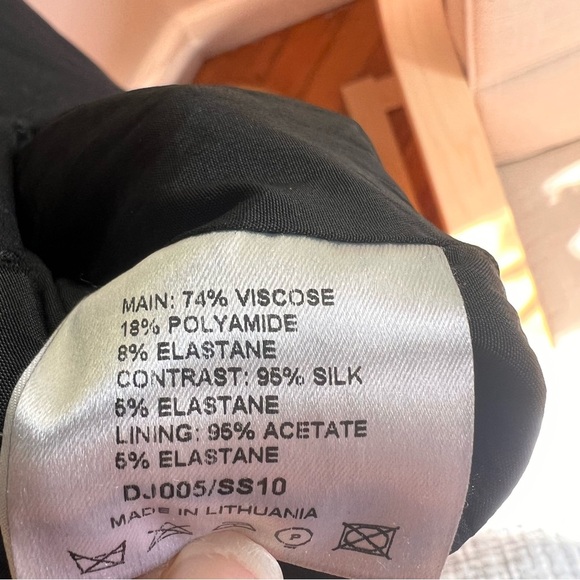 MAIN: 74% VISCOSE
18% POLYAMIDE
8% ELASTANE
CONTRAST: 95% SILK
5% ELASTANE
LINING: 95% ACETATE
5% ELASTANE
DJ005/SS10
MADE IN LITHUANIA
P